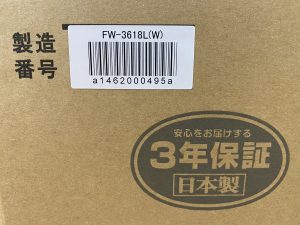 製造
番号
FW-3618L(W)
a1462000495a
安心をお届けする
3年保証
日本製